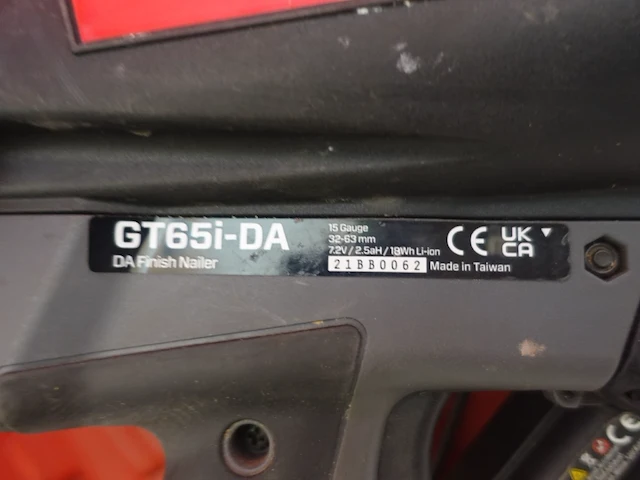 GT65i-DA
DA Finish Nailer
15 Gauge
32-63 mm
7.2V / 2.5aH / 18Wh Li-ion
21BB0062
CE
UK
CA
Made in Taiwan
CE